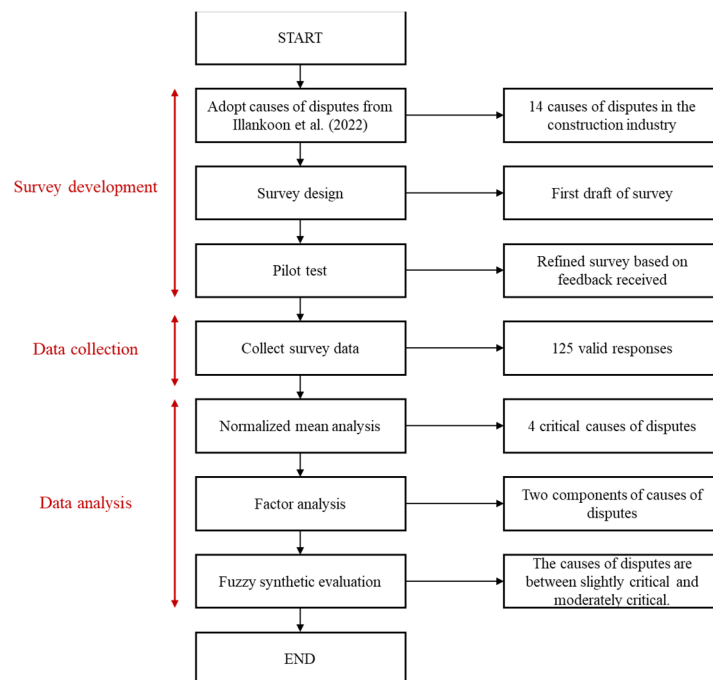 START
Adopt causes of disputes from
Illankoon et al. (2022)
14 causes of disputes in the
construction industry
Survey development
Survey design
First draft of survey
Pilot test
Refined survey based on
feedback received
Data collection
Collect survey data
125 valid responses
Normalized mean analysis
4 critical causes of disputes
Data analysis
Factor analysis
Two components of causes of
disputes
Fuzzy synthetic evaluation
The causes of disputes are
between slightly critical and
moderately critical.
END